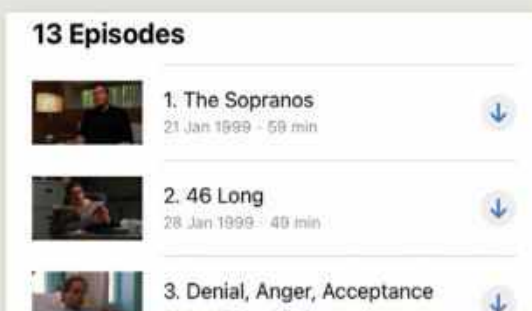 13 Episodes
1. The Sopranos
21 Jan 1999 - 59 min
2. 46 Long
28 Jan 1999 - 49 min
3. Denial, Anger, Acceptance